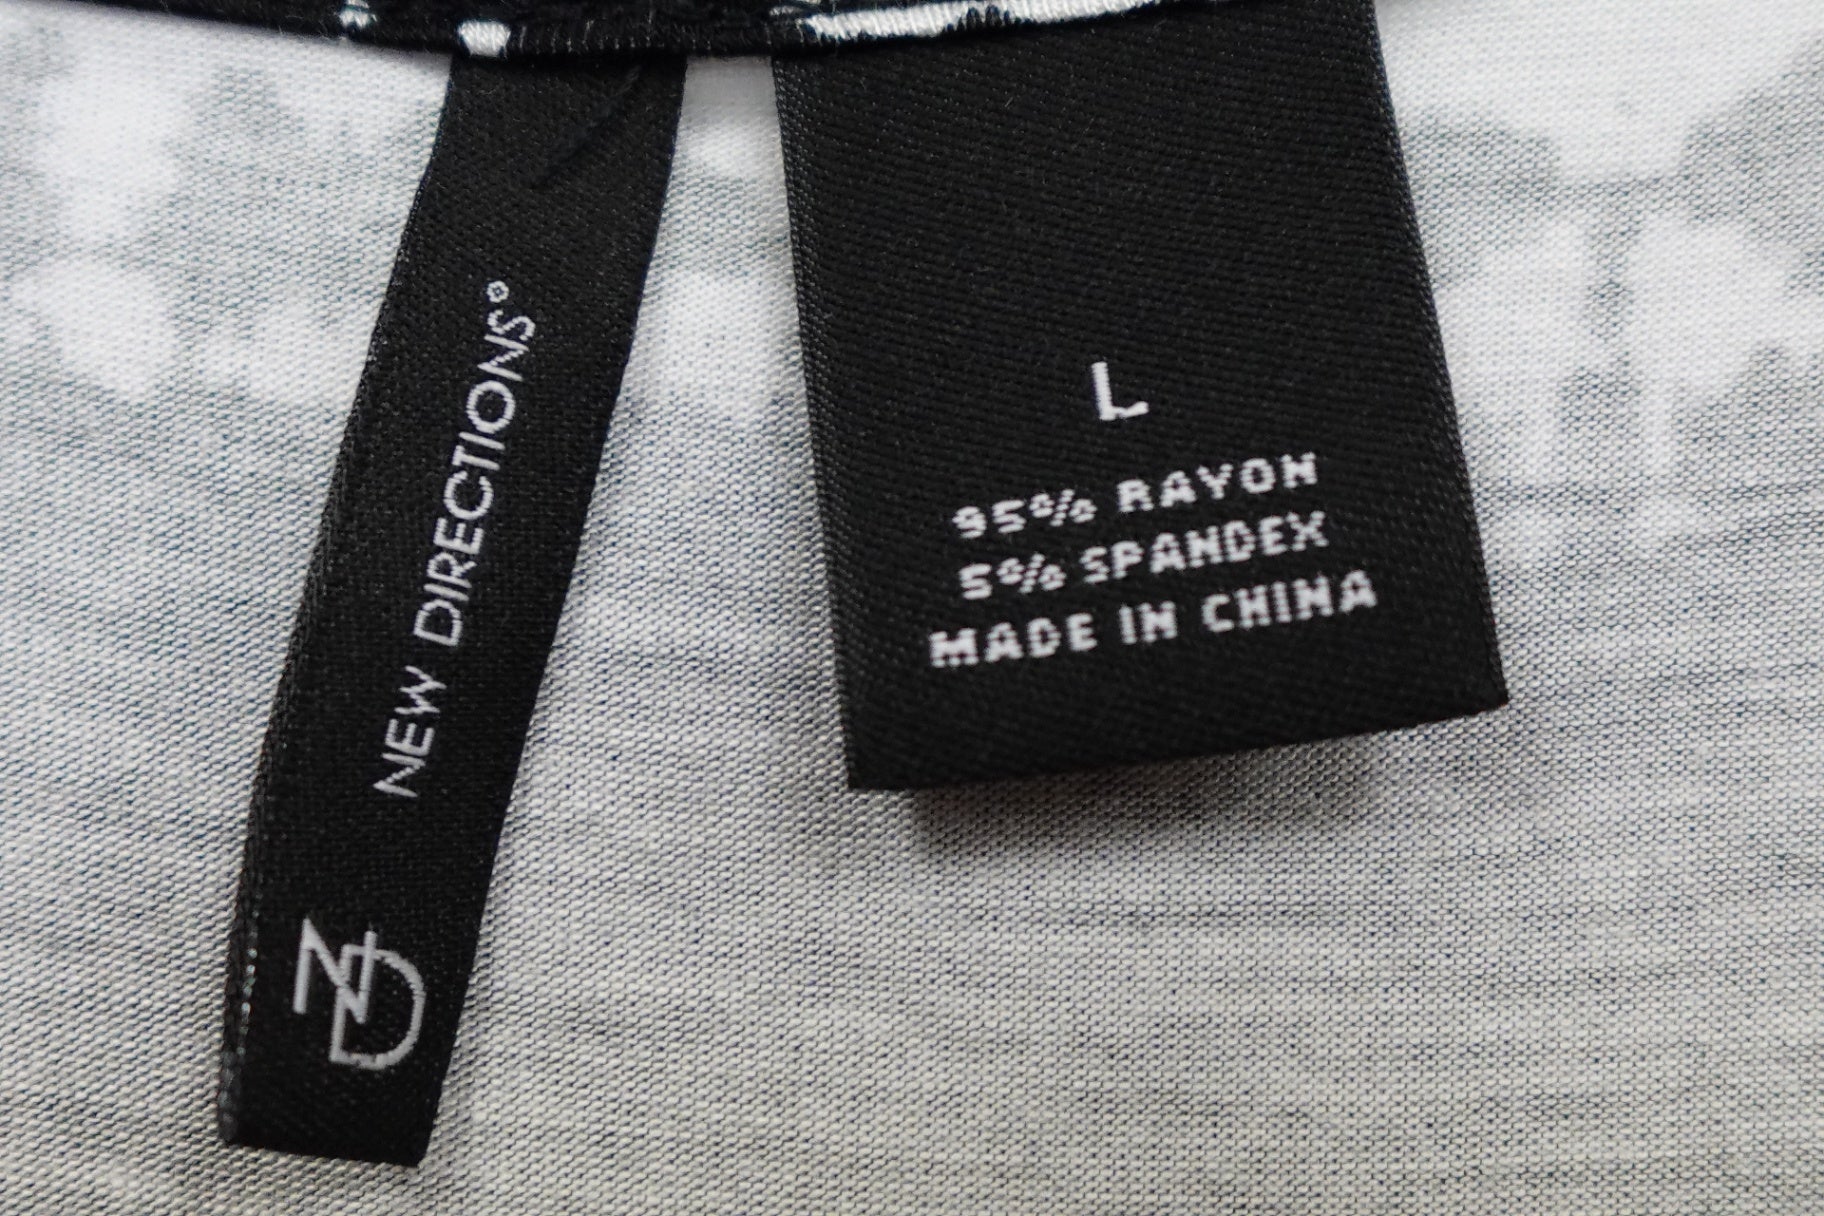 NEW DIRECTIONS®
ND
L
95% RAYON
5% SPANDEX
MADE IN CHINA